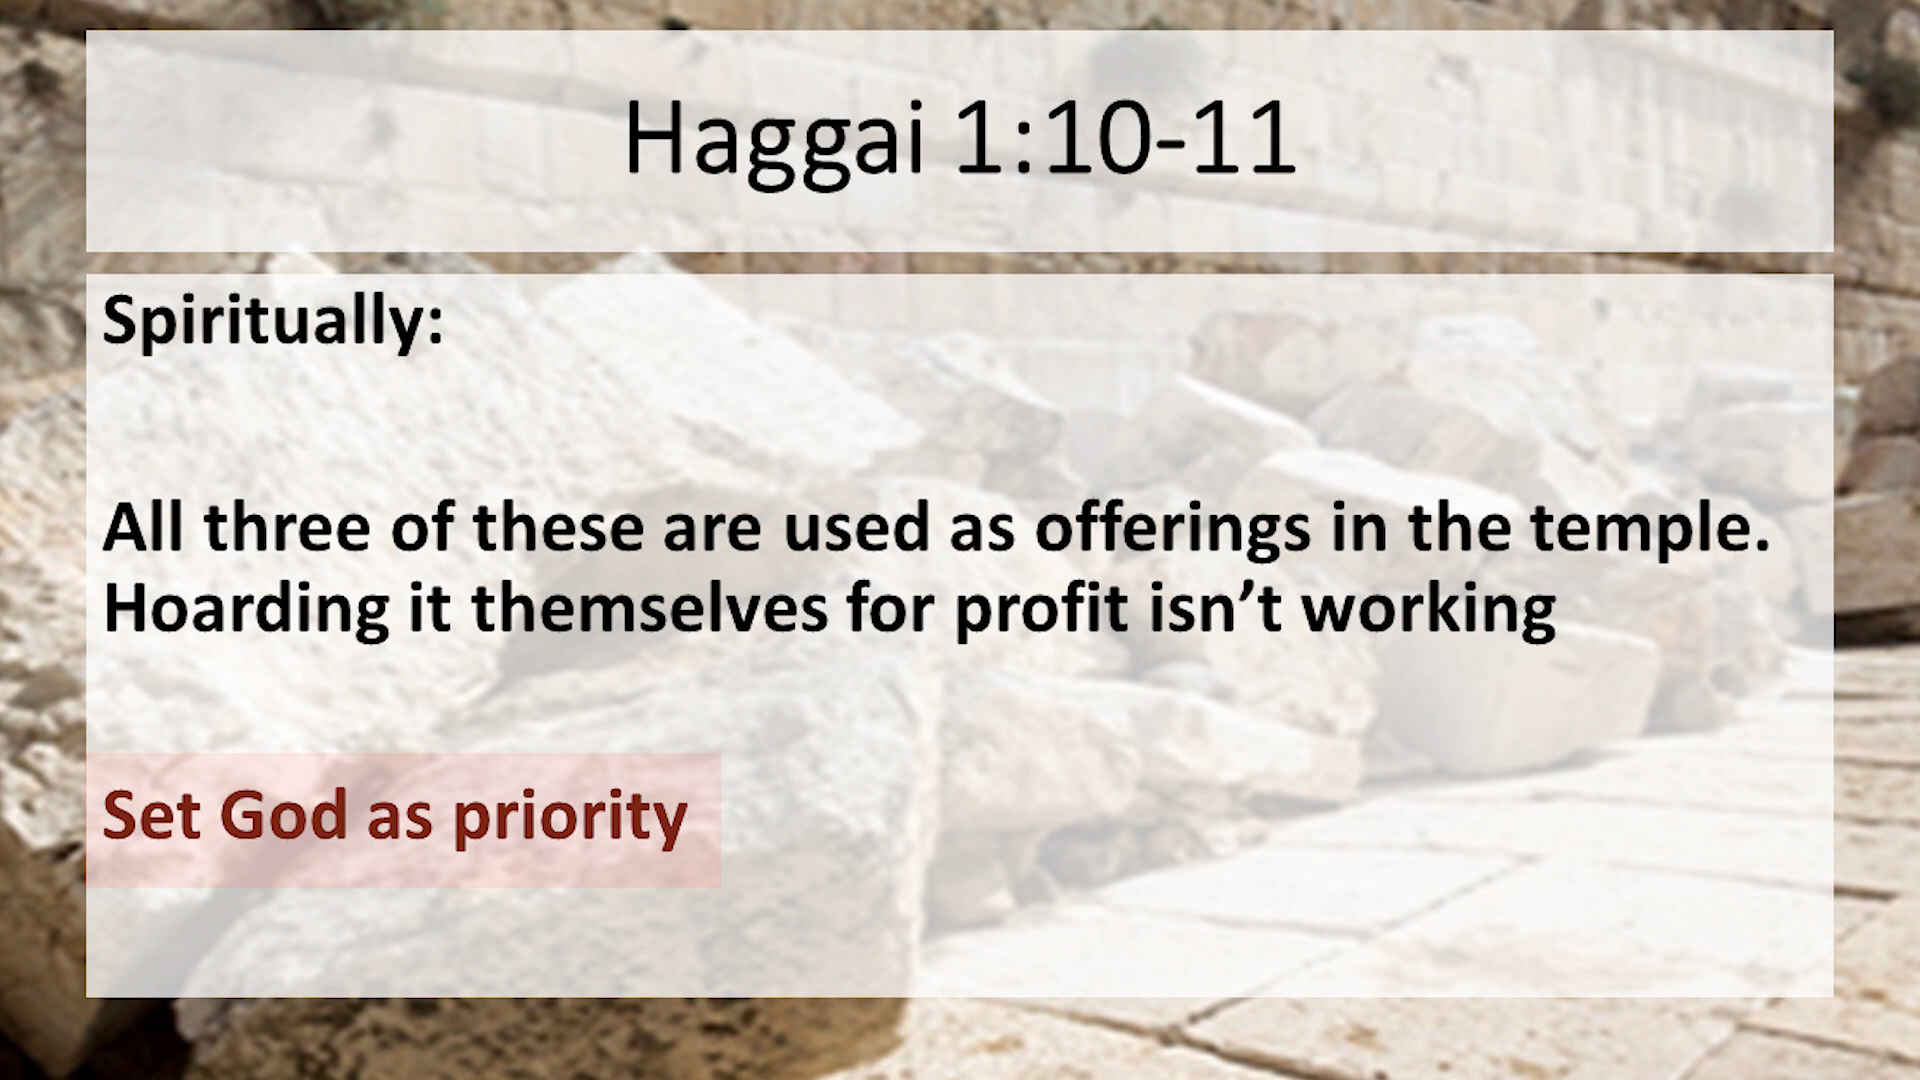 Haggai 1:10-11
Spiritually:
All three of these are used as offerings in the temple.
Hoarding it themselves for profit isn’t working
Set God as priority